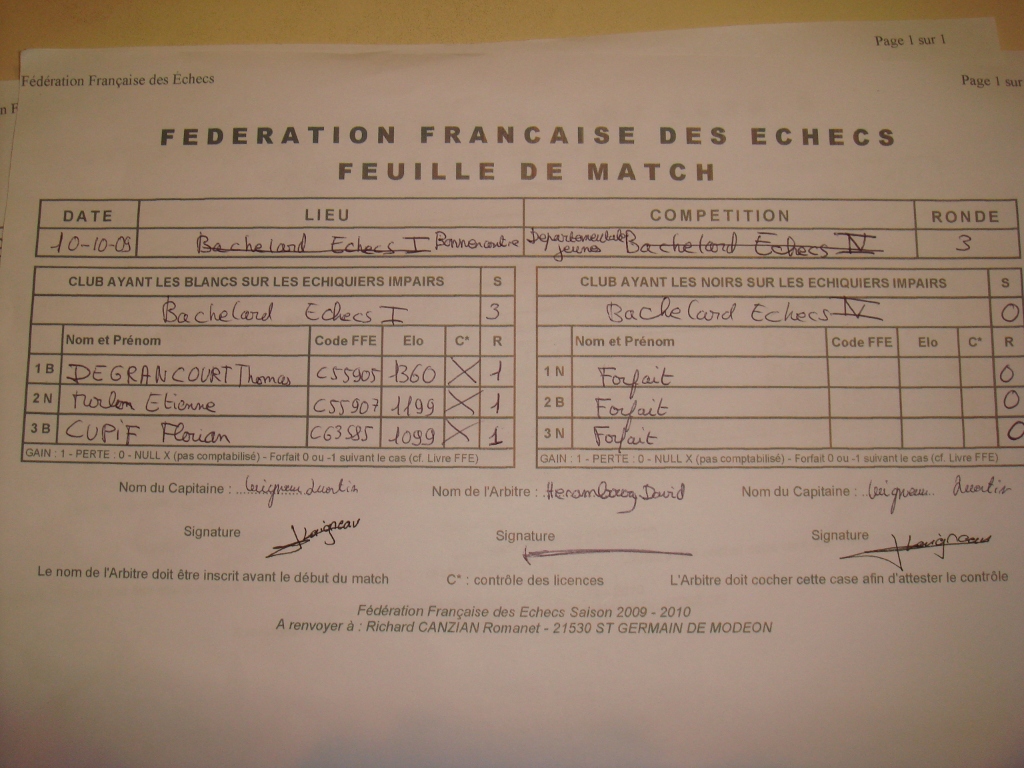 Page 1 sur 1
Fédération Française des Échecs
Page 1 sur
n F
FEDERATION FRANCAISE DES ECHECS
FEUILLE DE MATCH
DATE LIEU COMPETITION RONDE
10-10-09 Bachelard Echecs I Bonnencontre Departementale jeunes Bachelard Echecs IV 3
CLUB AYANT LES BLANCS SUR LES ECHIQUIERS IMPAIRS S
Bachelard Echecs I 3
Nom et Prénom Code FFE Elo C* R
1 B DEGRANCOURT Thomas C55905 1360 X 1
2 N Etienne C55907 1199 X 1
3 B CUPIF Florian C63585 1099 X 1
GAIN : 1 - PERTE : 0 - NULL X (pas comptabilisé) - Forfait 0 ou -1 suivant le cas (cf. Livre FFE)
CLUB AYANT LES NOIRS SUR LES ECHIQUIERS IMPAIRS S
Bachelard Echecs IV 0
Nom et Prénom Code FFE Elo C* R
1 N Forfait 0
2 B Forfait 0
3 N Forfait 0
GAIN : 1 - PERTE : 0 - NULL X (pas comptabilisé) - Forfait 0 ou -1 suivant le cas (cf. Livre FFE)
Nom du Capitaine : Quentin Nom de l'Arbitre : Herambourg David Nom du Capitaine : Quentin
Signature Signature Signature
Le nom de l'Arbitre doit être inscrit avant le début du match C* : contrôle des licences L'Arbitre doit cocher cette case afin d'attester le contrôle
Fédération Française des Echecs Saison 2009 - 2010
A renvoyer à : Richard CANZIAN Romanet - 21530 ST GERMAIN DE MODEON